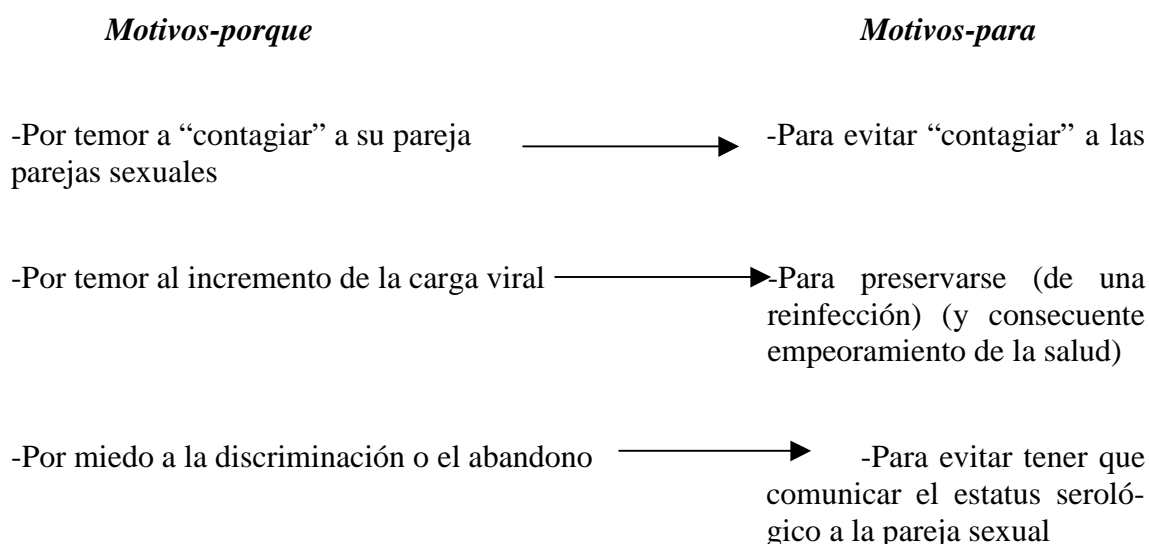 Motivos-porque Motivos-para
-Por temor a “contagiar” a su pareja -Para evitar “contagiar” a las
parejas sexuales
-Por temor al incremento de la carga viral -Para preservarse (de una
reinfección) (y consecuente
empeoramiento de la salud)
-Por miedo a la discriminación o el abandono -Para evitar tener que
comunicar el estatus seroló-
gico a la pareja sexual